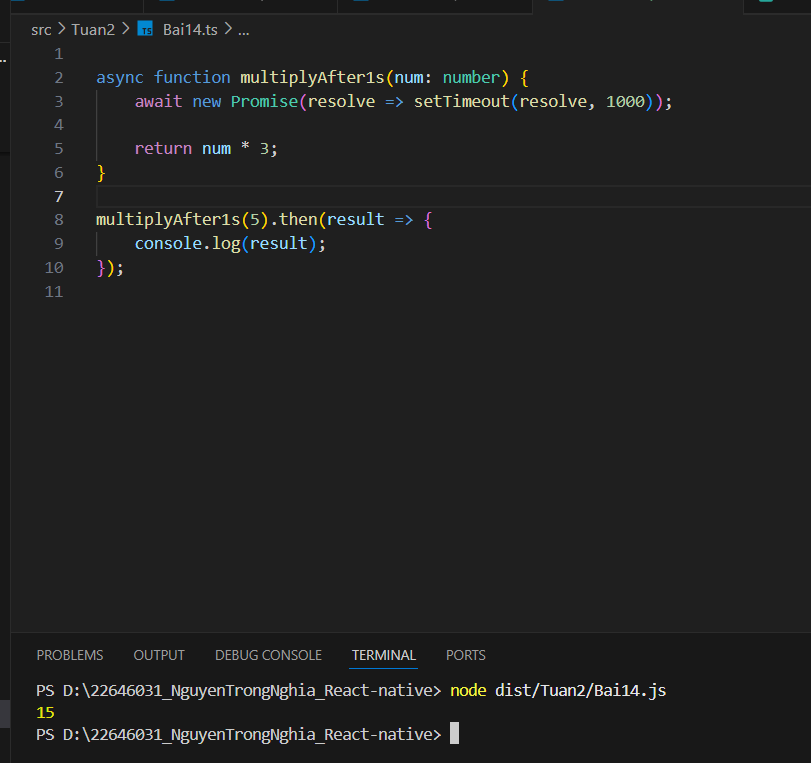 src > Tuan2 > TS Bai14.ts > ...
1
2 async function multiplyAfter1s(num: number) {
3     await new Promise(resolve => setTimeout(resolve, 1000));
4
5     return num * 3;
6 }
7
8 multiplyAfter1s(5).then(result => {
9     console.log(result);
10 });
11
PROBLEMS OUTPUT DEBUG CONSOLE TERMINAL PORTS
PS D:\22646031_NguyenTrongNghia_React-native> node dist/Tuan2/Bai14.js
15
PS D:\22646031_NguyenTrongNghia_React-native>